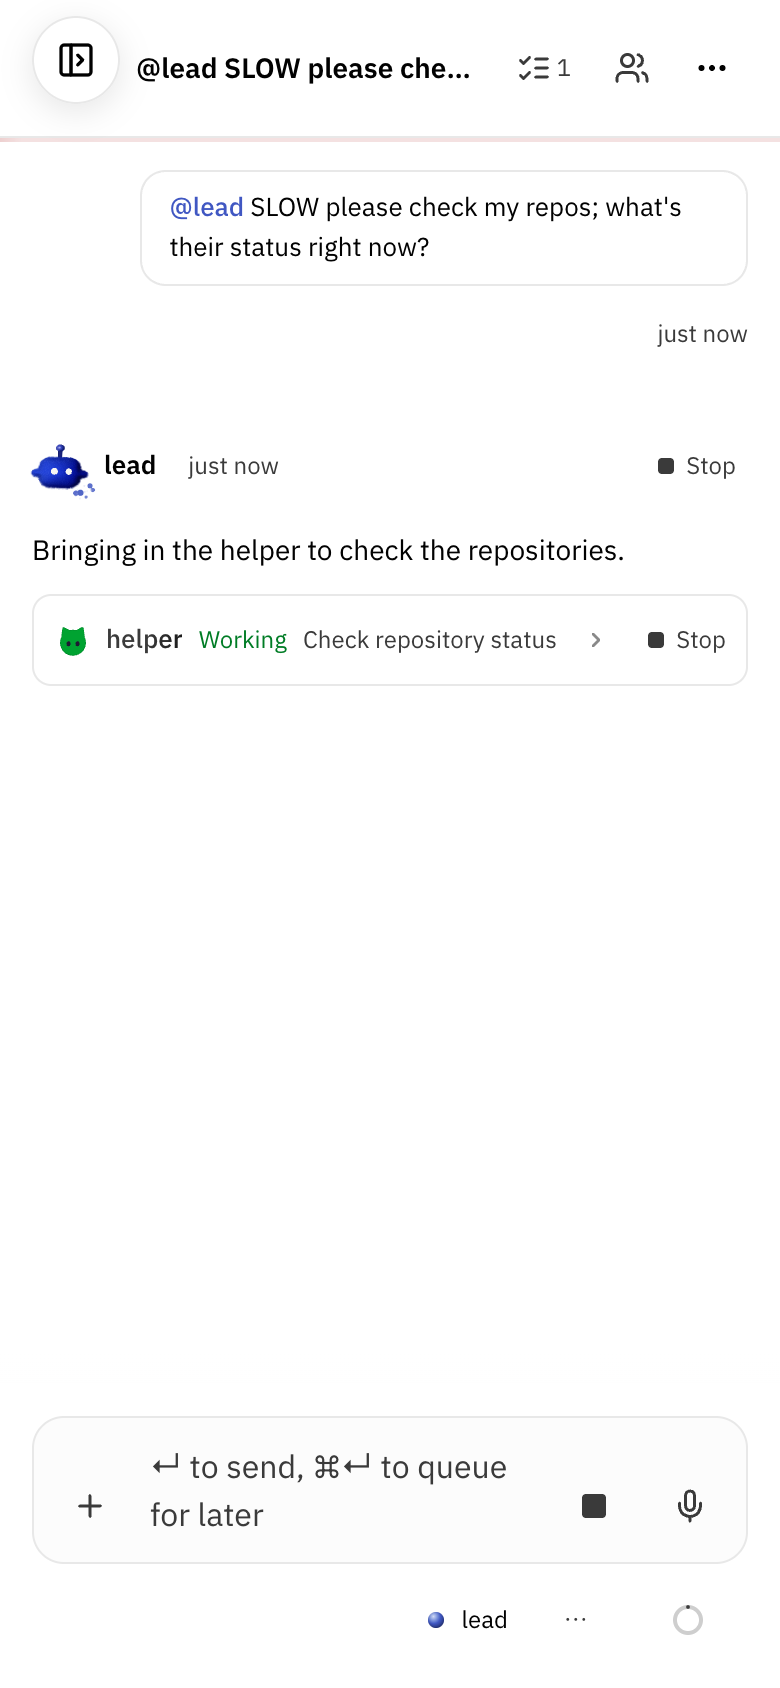 @lead SLOW please che...
1
@lead SLOW please check my repos; what's
their status right now?
just now
lead just now
Stop
Bringing in the helper to check the repositories.
helper Working Check repository status
Stop
↵ to send, ⌘↵ to queue
for later
lead ...